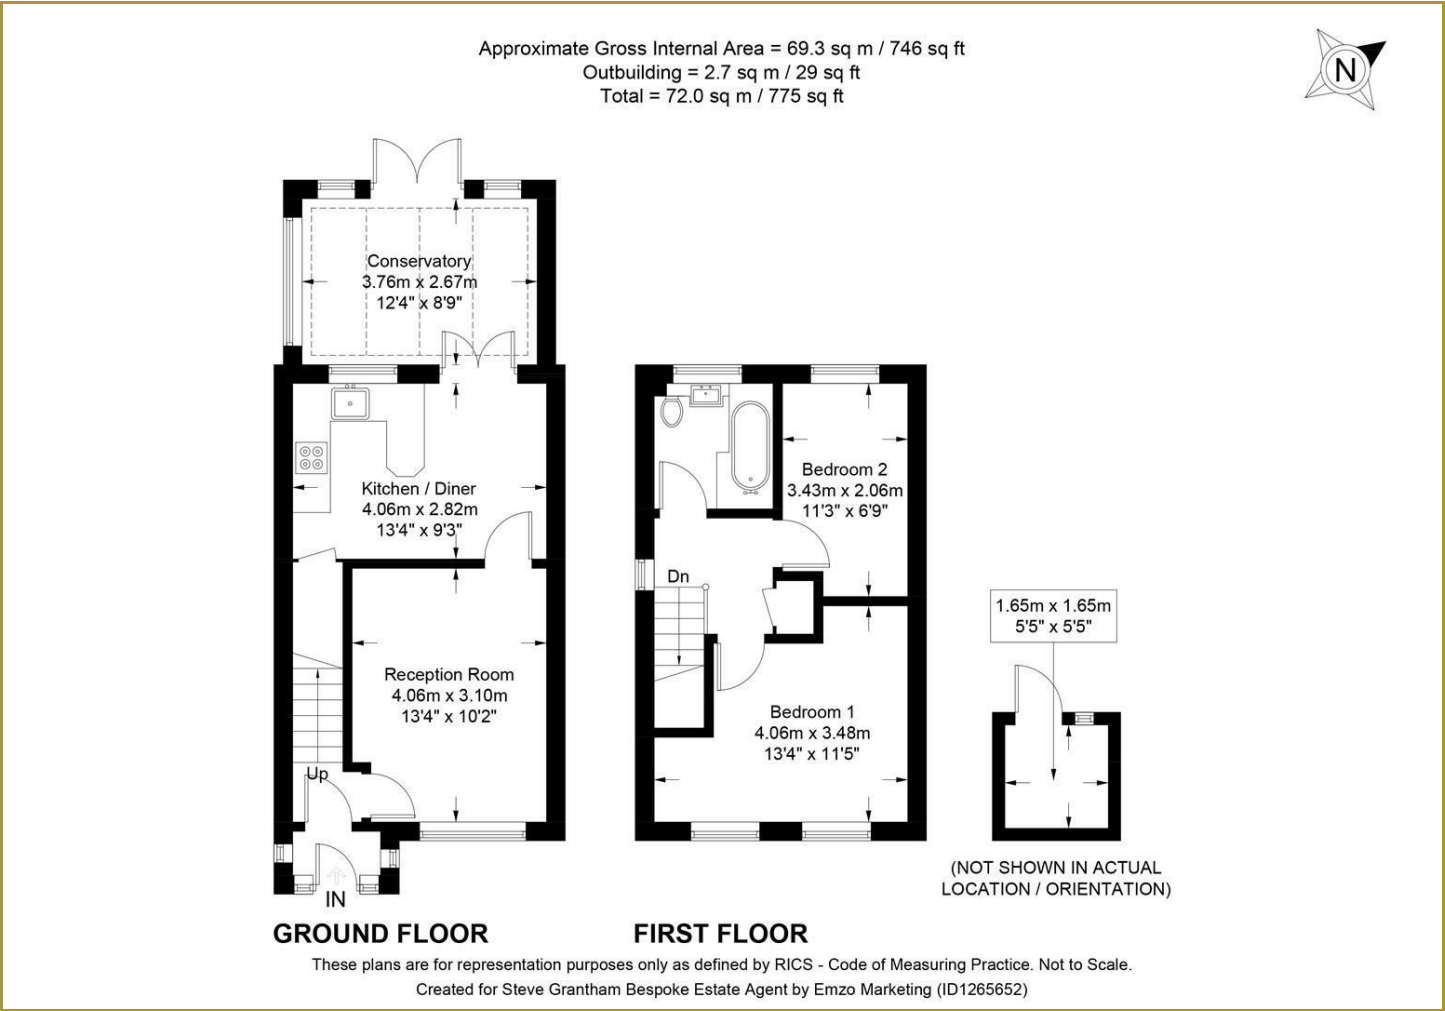 Approximate Gross Internal Area = 69.3 sq m / 746 sq ft
Outbuilding = 2.7 sq m / 29 sq ft
Total = 72.0 sq m / 775 sq ft
N
Conservatory
3.76m x 2.67m
12'4" x 8'9"
Kitchen / Diner
4.06m x 2.82m
13'4" x 9'3"
Reception Room
4.06m x 3.10m
13'4" x 10'2"
Up
IN
GROUND FLOOR
Bedroom 2
3.43m x 2.06m
11'3" x 6'9"
Dn
Bedroom 1
4.06m x 3.48m
13'4" x 11'5"
FIRST FLOOR
1.65m x 1.65m
5'5" x 5'5"
(NOT SHOWN IN ACTUAL
LOCATION / ORIENTATION)
These plans are for representation purposes only as defined by RICS - Code of Measuring Practice. Not to Scale.
Created for Steve Grantham Bespoke Estate Agent by Emzo Marketing (ID1265652)